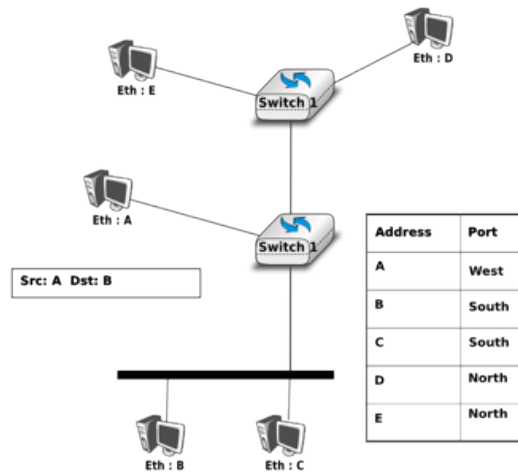 Eth : D
Eth : E
Switch 1
Eth : A
Switch 1
Src: A Dst: B
Address Port
A West
B South
C South
D North
E North
Eth : B
Eth : C